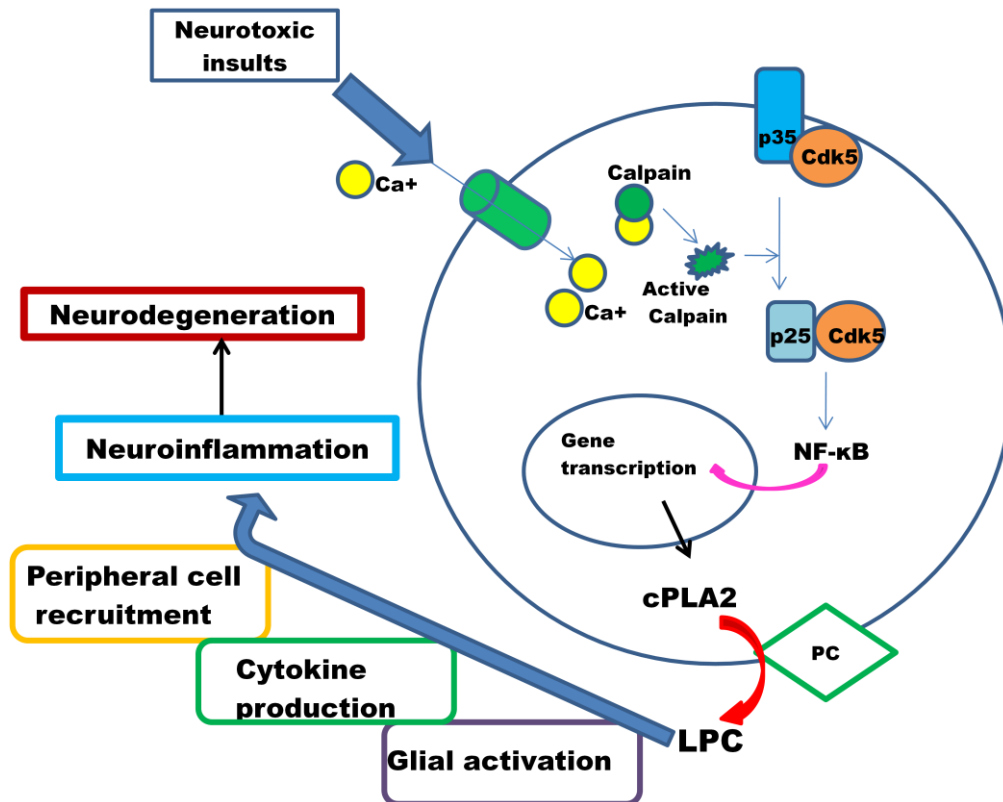 Neurotoxic
insults
Ca+
p35
Cdk5
Calpain
Active
Calpain
Ca+
p25
Cdk5
Neurodegeneration
Neuroinflammation
Gene
transcription
NF-κB
Peripheral cell
recruitment
cPLA2
PC
Cytokine
production
LPC
Glial activation